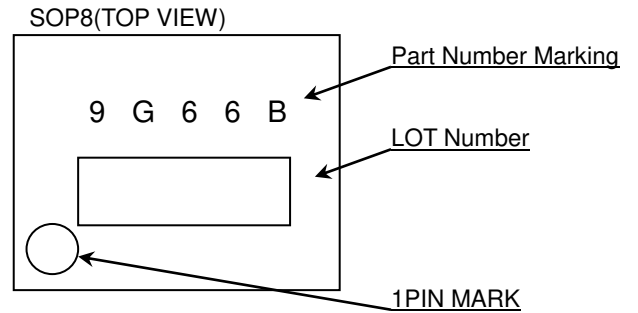 SOP8(TOP VIEW)
Part Number Marking
9 G 6 6 B
LOT Number
1PIN MARK